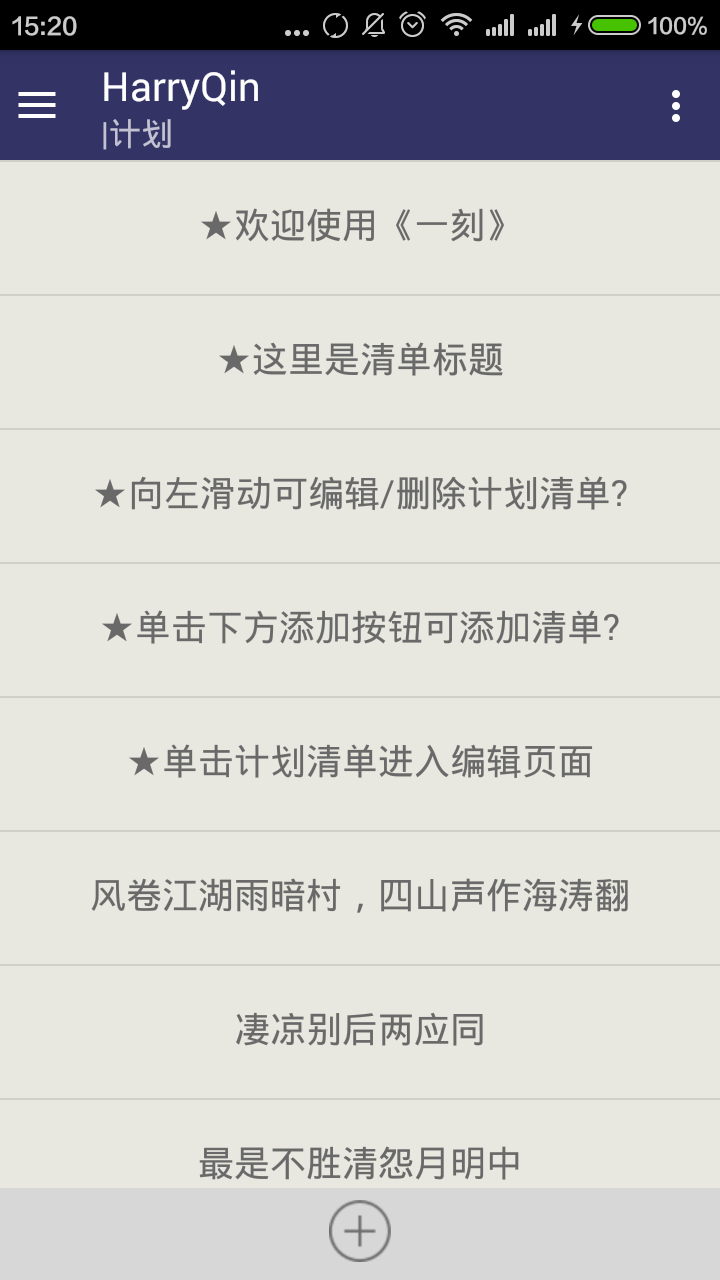 15:20
100%
HarryQin
|计划
★欢迎使用《一刻》
★这里是清单标题
★向左滑动可编辑/删除计划清单?
★单击下方添加按钮可添加清单?
★单击计划清单进入编辑页面
风卷江湖雨暗村，四山声作海涛翻
凄凉别后两应同
最是不胜清怨月明中